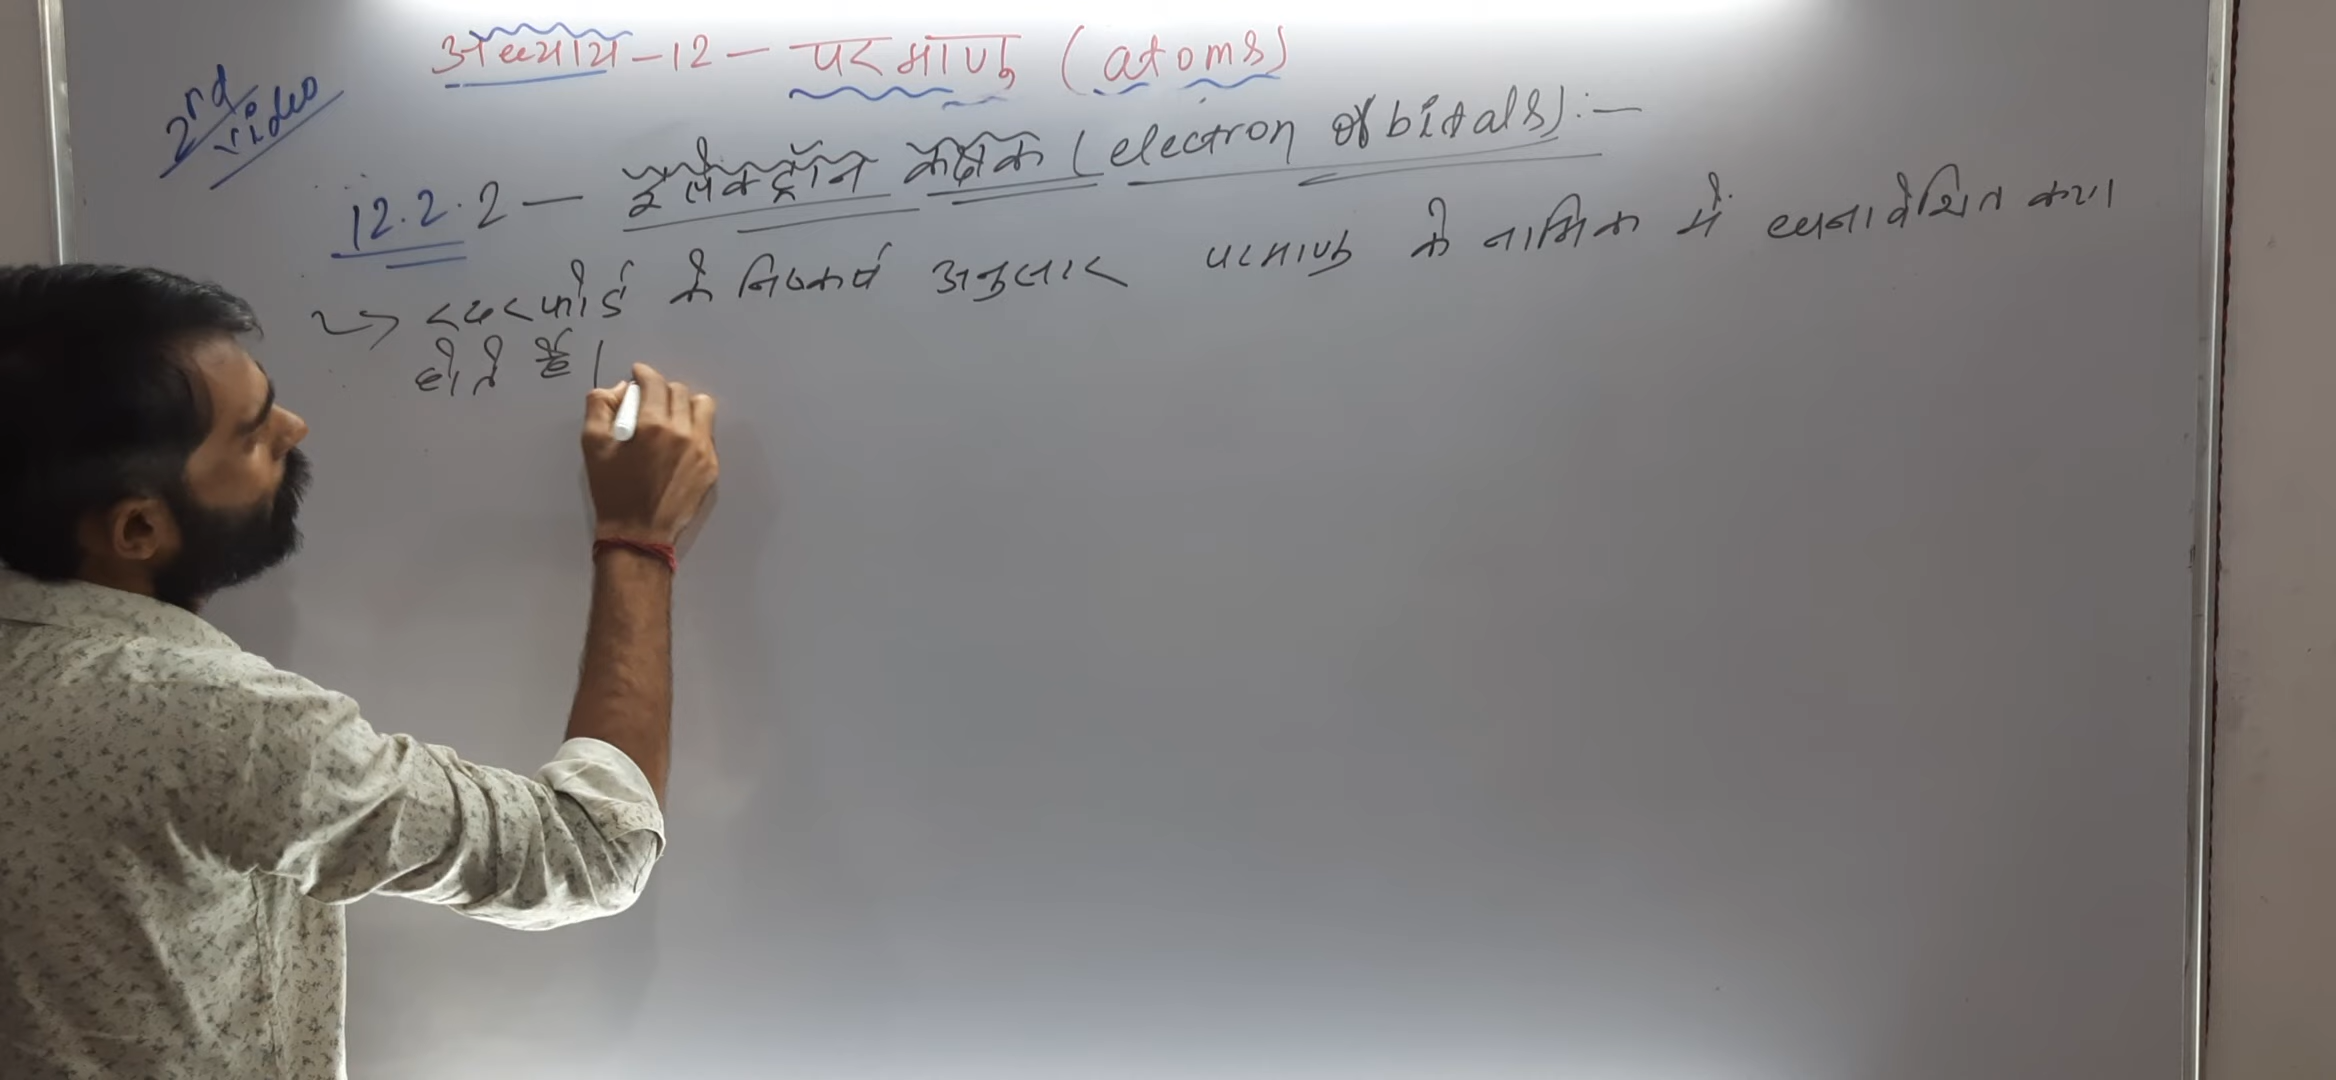 अध्याय-12- परमाणु (atoms)
2rd
video
12.2.2 - इलेक्ट्रॉन कक्षक (electron orbitals):-
→ रदरफोर्ड के निष्कर्ष अनुसार परमाणु के नाभिक में धनावेशित कण
होते हैं।